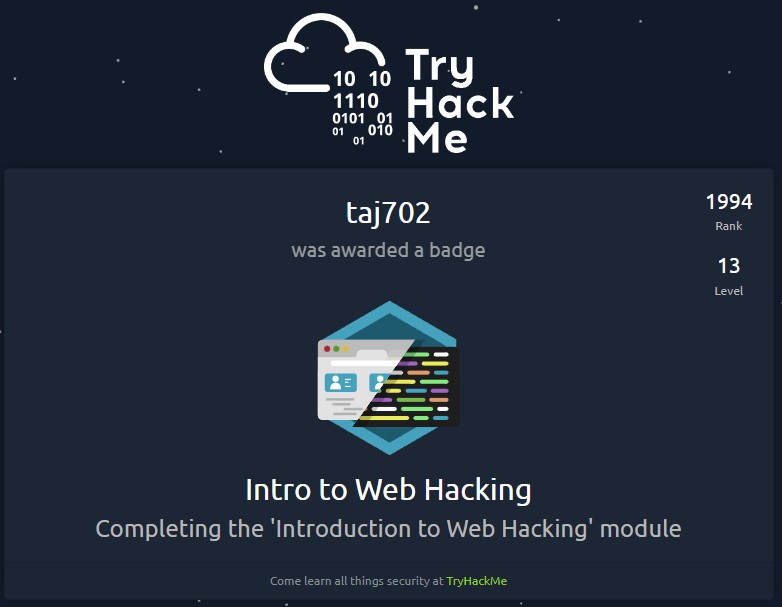 Try
Hack
Me
10 10
1110
0101 01
01 010
01
taj702
was awarded a badge
1994
Rank
13
Level
Intro to Web Hacking
Completing the 'Introduction to Web Hacking' module
Come learn all things security at TryHackMe